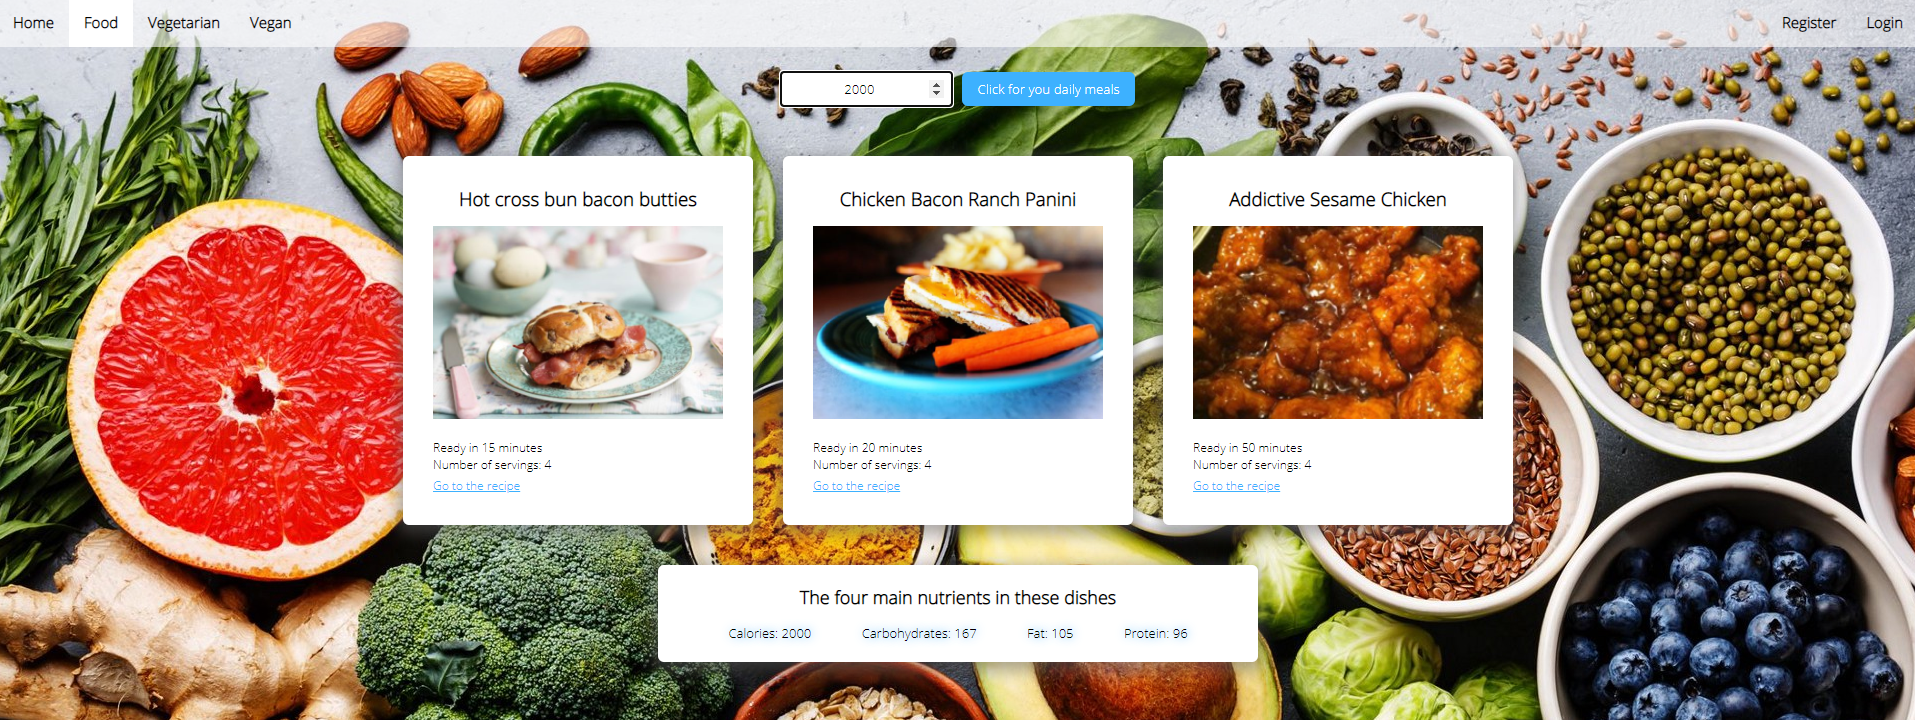 Home Food Vegetarian Vegan Register Login
2000 Click for you daily meals
Hot cross bun bacon butties
Ready in 15 minutes
Number of servings: 4
Go to the recipe
Chicken Bacon Ranch Panini
Ready in 20 minutes
Number of servings: 4
Go to the recipe
Addictive Sesame Chicken
Ready in 50 minutes
Number of servings: 4
Go to the recipe
The four main nutrients in these dishes
Calories: 2000 Carbohydrates: 167 Fat: 105 Protein: 96